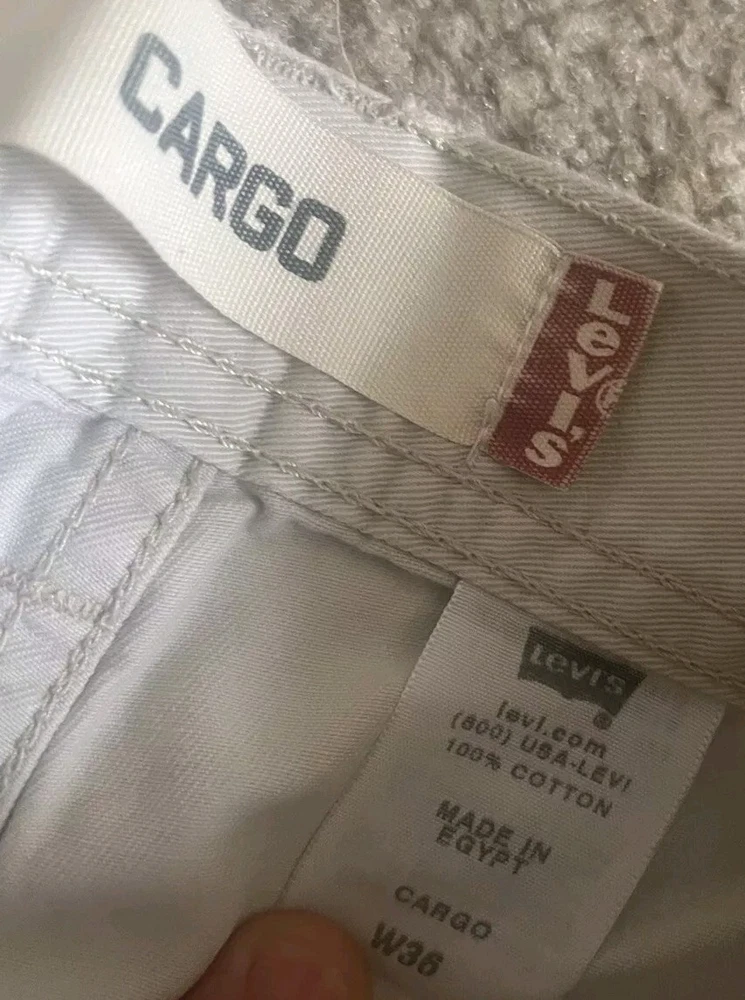 CARGO
Levi's®
Levi's
®
levi.com
(800) USA-LEVI
100% COTTON
MADE IN
EGYPT
CARGO
W36